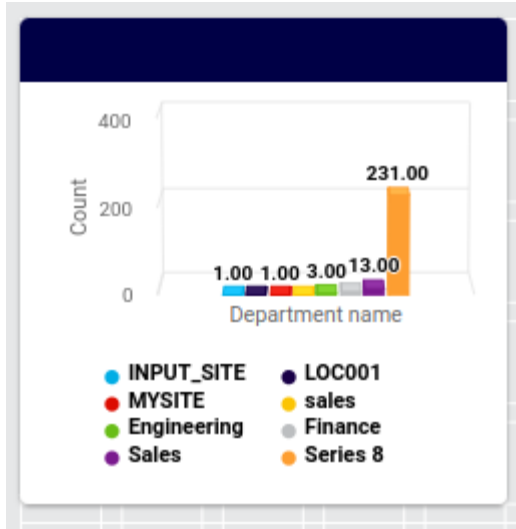 400
200
0
Count
231.00
1.00 1.00 3.00 13.00
Department name
INPUT_SITE LOC001
MYSITE sales
Engineering Finance
Sales Series 8